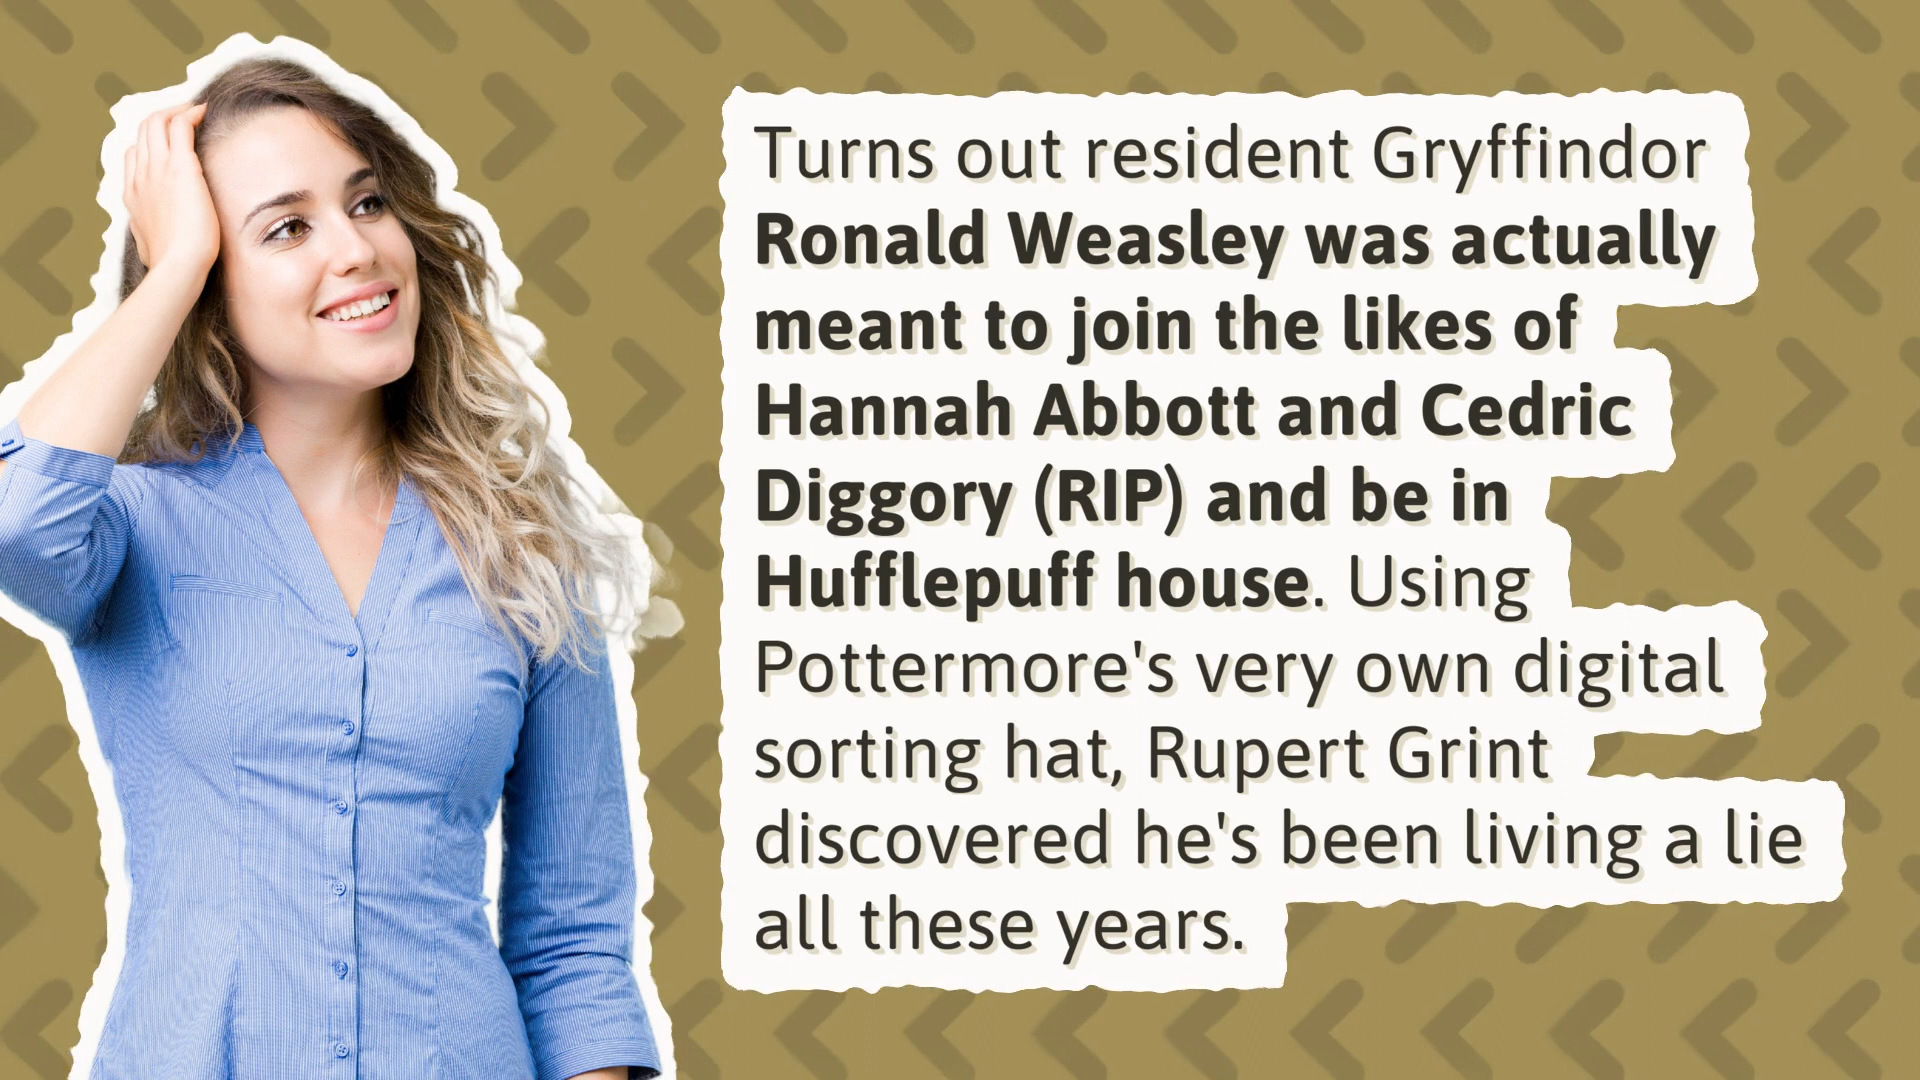 Turns out resident Gryffindor
Ronald Weasley was actually
meant to join the likes of
Hannah Abbott and Cedric
Diggory (RIP) and be in
Hufflepuff house. Using
Pottermore's very own digital
sorting hat, Rupert Grint
discovered he's been living a lie
all these years.